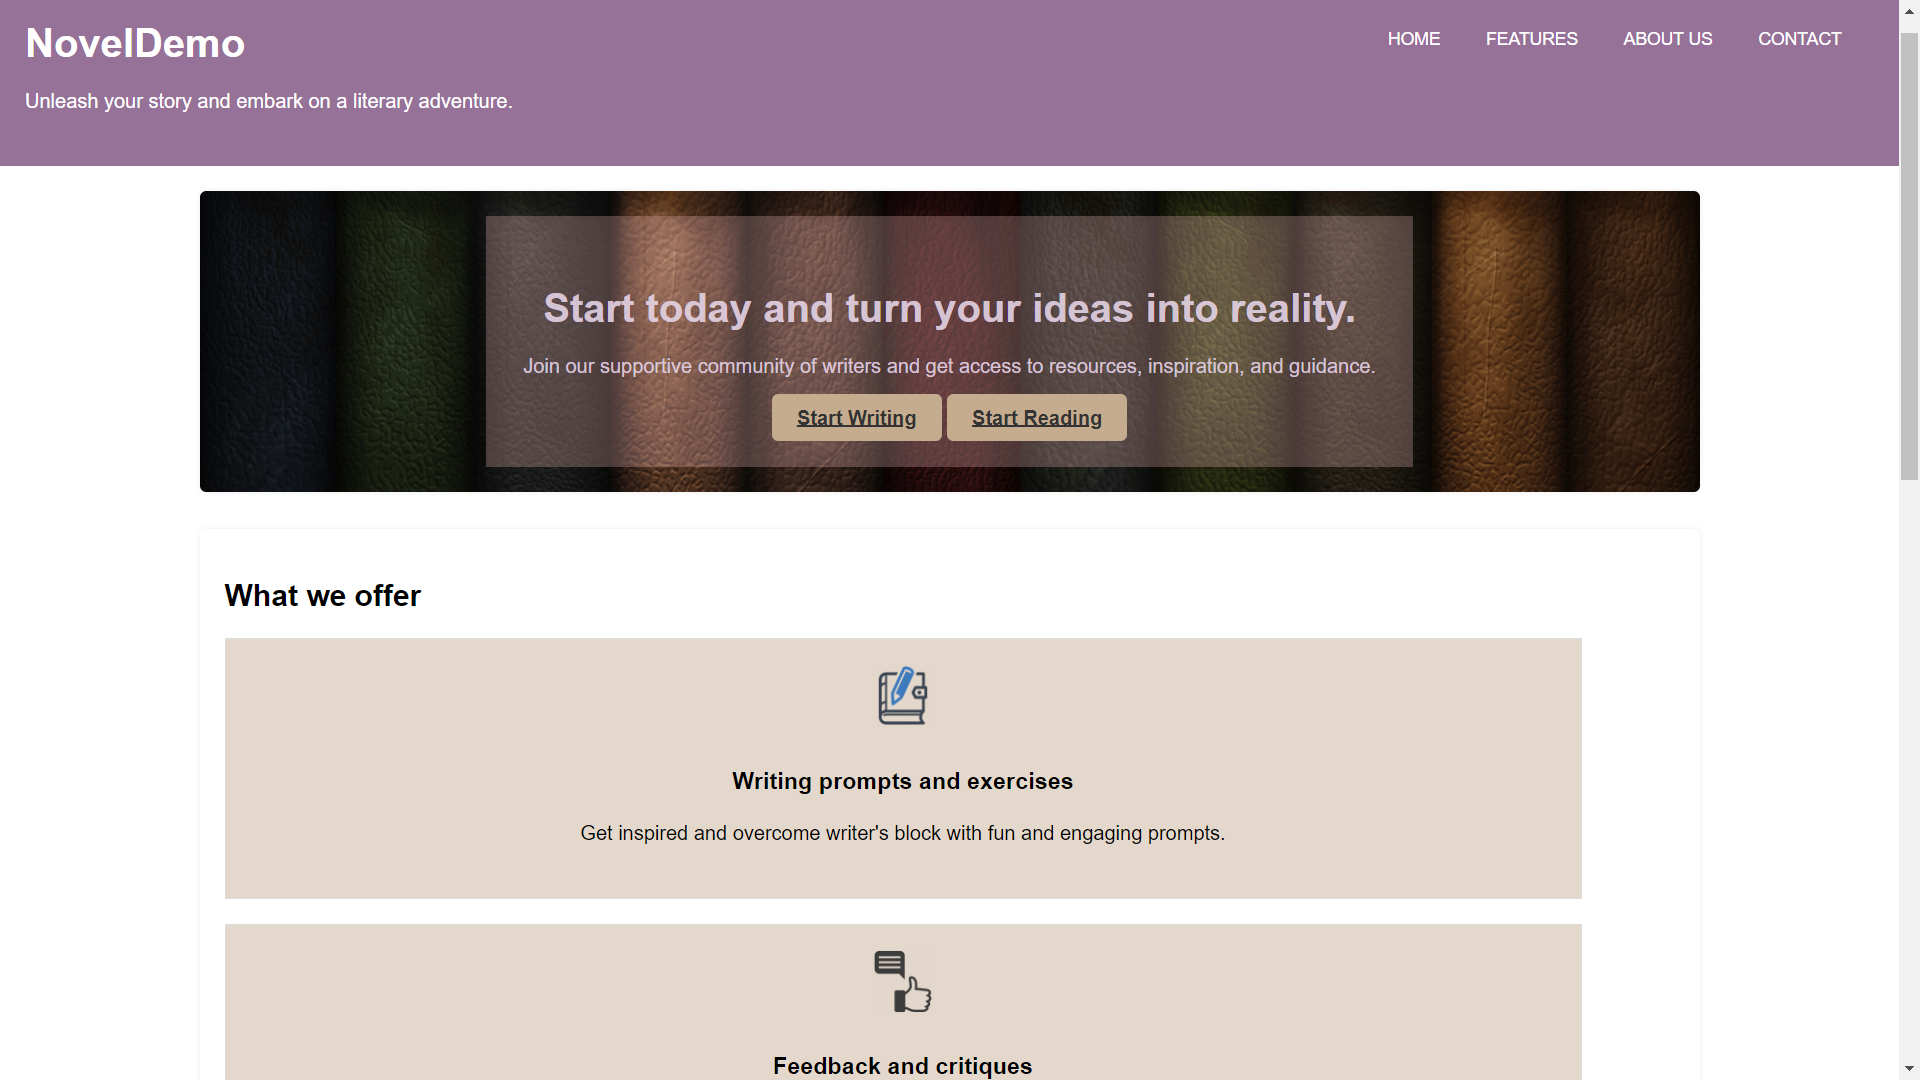 NovelDemo
HOME FEATURES ABOUT US CONTACT
Unleash your story and embark on a literary adventure.
Start today and turn your ideas into reality.
Join our supportive community of writers and get access to resources, inspiration, and guidance.
Start Writing Start Reading
What we offer
Writing prompts and exercises
Get inspired and overcome writer's block with fun and engaging prompts.
Feedback and critiques